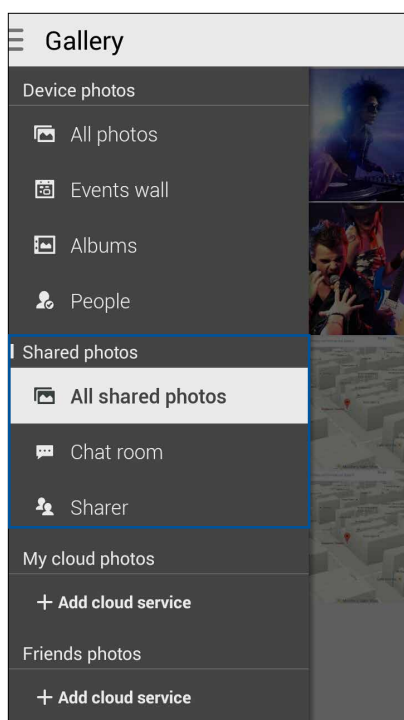 Gallery
Device photos
All photos
Events wall
Albums
People
Shared photos
All shared photos
Chat room
Sharer
My cloud photos
+ Add cloud service
Friends photos
+ Add cloud service